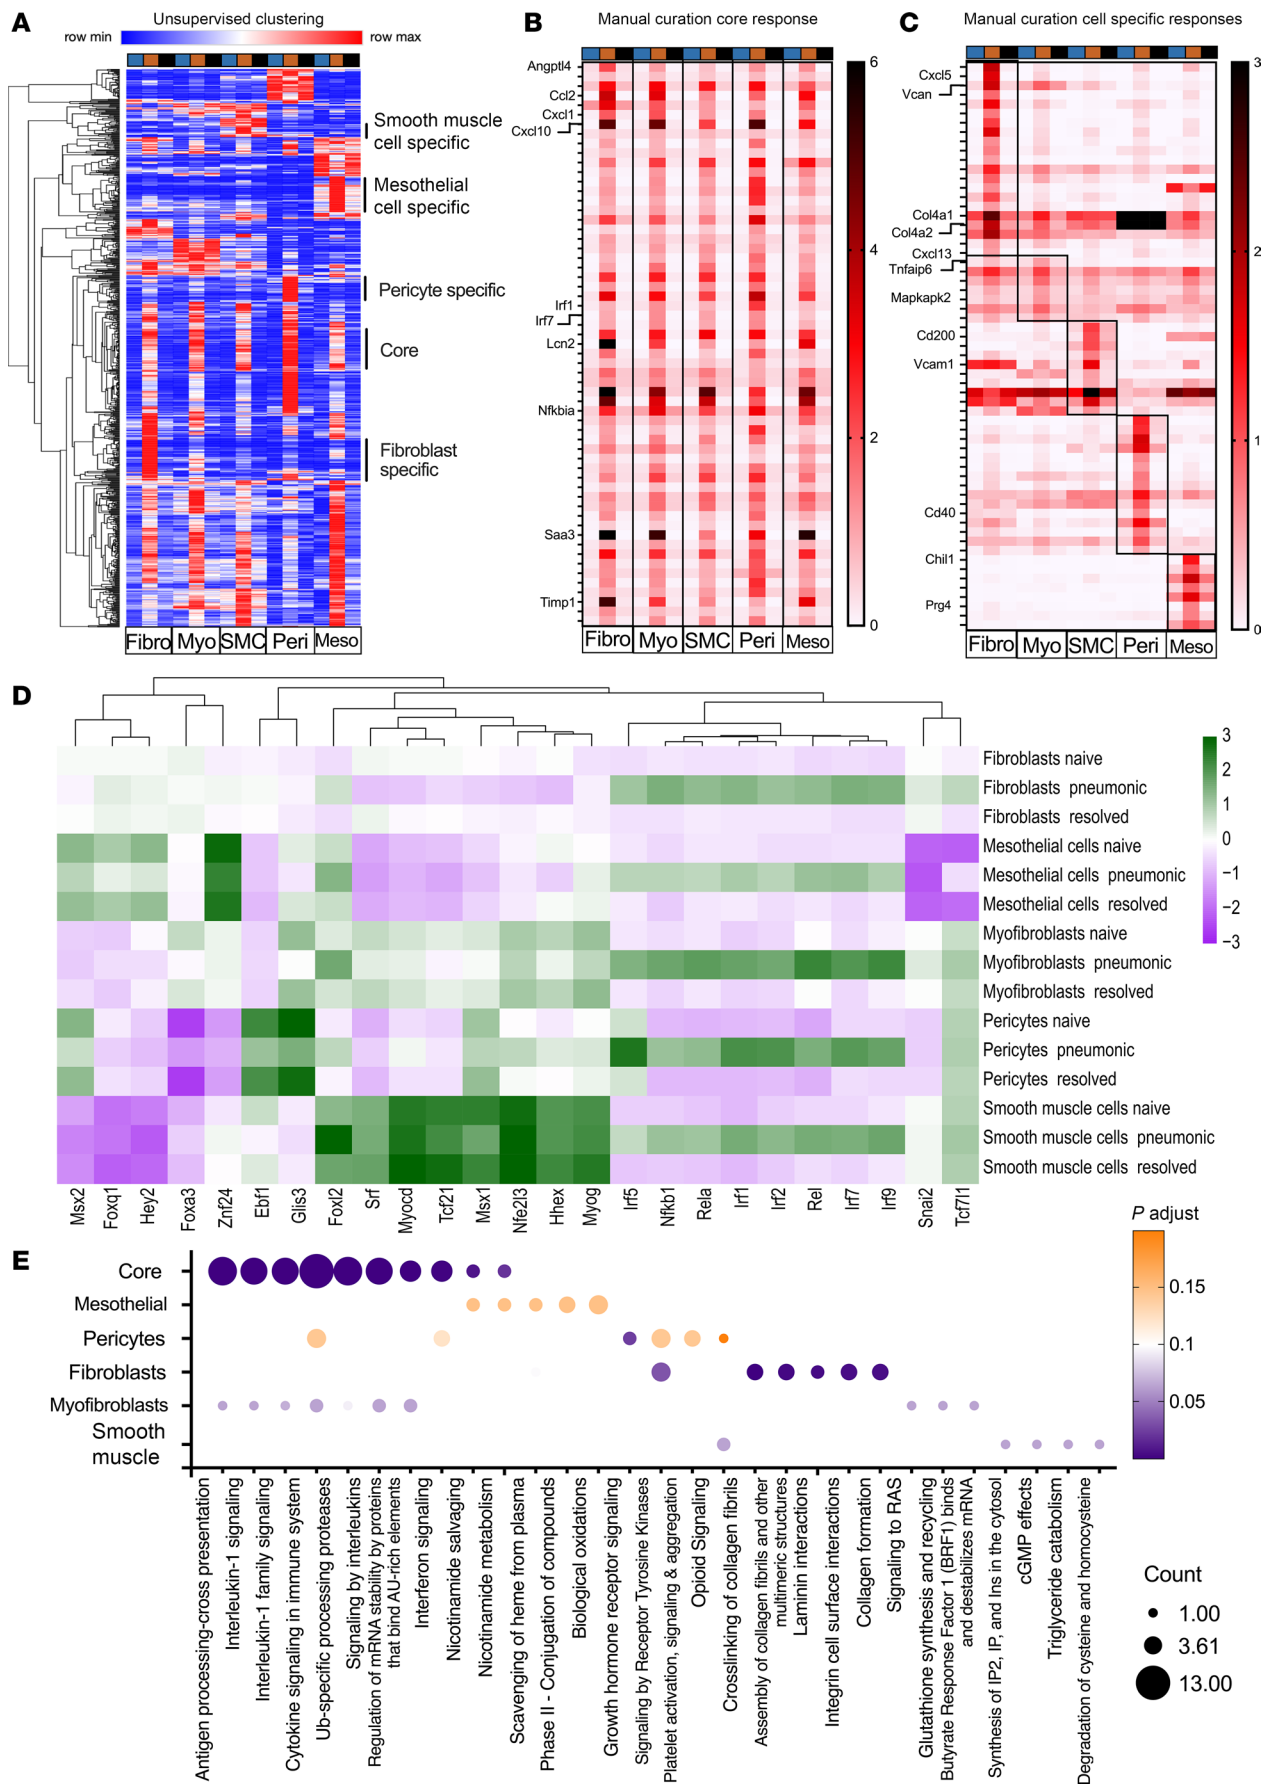 A
Unsupervised clustering
row min
row max
Smooth muscle
cell specific
Mesothelial
cell specific
Pericyte specific
Core
Fibroblast
specific
Fibro
Myo
SMC
Peri
Meso
B
Manual curation core response
Angptl4
Ccl2
Cxcl1
Cxcl10
Irf1
Irf7
Lcn2
Nfkbia
Saa3
Timp1
Fibro
Myo
SMC
Peri
Meso
6
4
2
0
C
Manual curation cell specific responses
Cxcl5
Vcan
Col4a1
Col4a2
Cxcl13
Tnfaip6
Mapkapk2
Cd200
Vcam1
Cd40
Chil1
Prg4
Fibro
Myo
SMC
Peri
Meso
3
2
1
0
D
Fibroblasts naive
Fibroblasts pneumonic
Fibroblasts resolved
Mesothelial cells naive
Mesothelial cells pneumonic
Mesothelial cells resolved
Myofibroblasts naive
Myofibroblasts pneumonic
Myofibroblasts resolved
Pericytes naive
Pericytes pneumonic
Pericytes resolved
Smooth muscle cells naive
Smooth muscle cells pneumonic
Smooth muscle cells resolved
3
2
1
0
−1
−2
−3
Msx2
Foxq1
Hey2
Foxa3
Znf24
Ebf1
Glis3
Foxl2
Srf
Myocd
Tcf21
Msx1
Nfe2l3
Hhex
Myog
Irf5
Nfkb1
Rela
Irf1
Irf2
Rel
Irf7
Irf9
Snai2
Tcf7l1
E
Core
Mesothelial
Pericytes
Fibroblasts
Myofibroblasts
Smooth
muscle
Antigen processing-cross presentation
Interleukin-1 signaling
Interleukin-1 family signaling
Cytokine signaling in immune system
Ub-specific processing proteases
Signaling by interleukins
Regulation of mRNA stability by proteins
that bind AU-rich elements
Interferon signaling
Nicotinamide salvaging
Nicotinamide metabolism
Scavenging of heme from plasma
Phase II - Conjugation of compounds
Biological oxidations
Growth hormone receptor signaling
Signaling by Receptor Tyrosine Kinases
Platelet activation, signaling & aggregation
Opioid Signaling
Crosslinking of collagen fibrils
Assembly of collagen fibrils and other
multimeric structures
Laminin interactions
Integrin cell surface interactions
Collagen formation
Signaling to RAS
Glutathione synthesis and recycling
Butyrate Response Factor 1 (BRF1) binds
and destabilizes mRNA
Synthesis of IP2, IP, and Ins in the cytosol
cGMP effects
Triglyceride catabolism
Degradation of cysteine and homocysteine
P adjust
0.15
0.1
0.05
Count
1.00
3.61
13.00